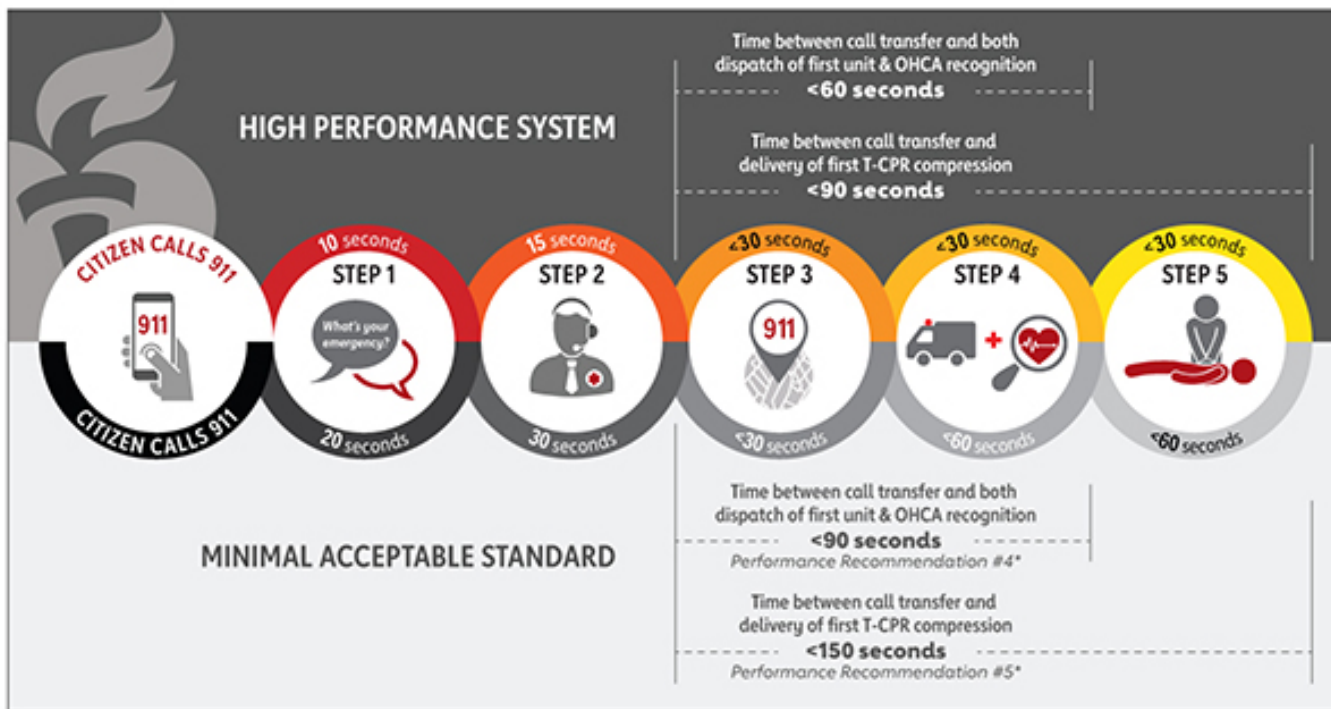 Time between call transfer and both
dispatch of first unit & OHCA recognition
<60 seconds
HIGH PERFORMANCE SYSTEM
Time between call transfer and
delivery of first T-CPR compression
<90 seconds
CITIZEN CALLS 911
911
CITIZEN CALLS 911
10 seconds
STEP 1
What's your
emergency?
20 seconds
15 seconds
STEP 2
30 seconds
<30 seconds
STEP 3
911
<30 seconds
<30 seconds
STEP 4
<60 seconds
<30 seconds
STEP 5
<60 seconds
Time between call transfer and both
dispatch of first unit & OHCA recognition
<90 seconds
Performance Recommendation #4*
MINIMAL ACCEPTABLE STANDARD
Time between call transfer and
delivery of first T-CPR compression
<150 seconds
Performance Recommendation #5*